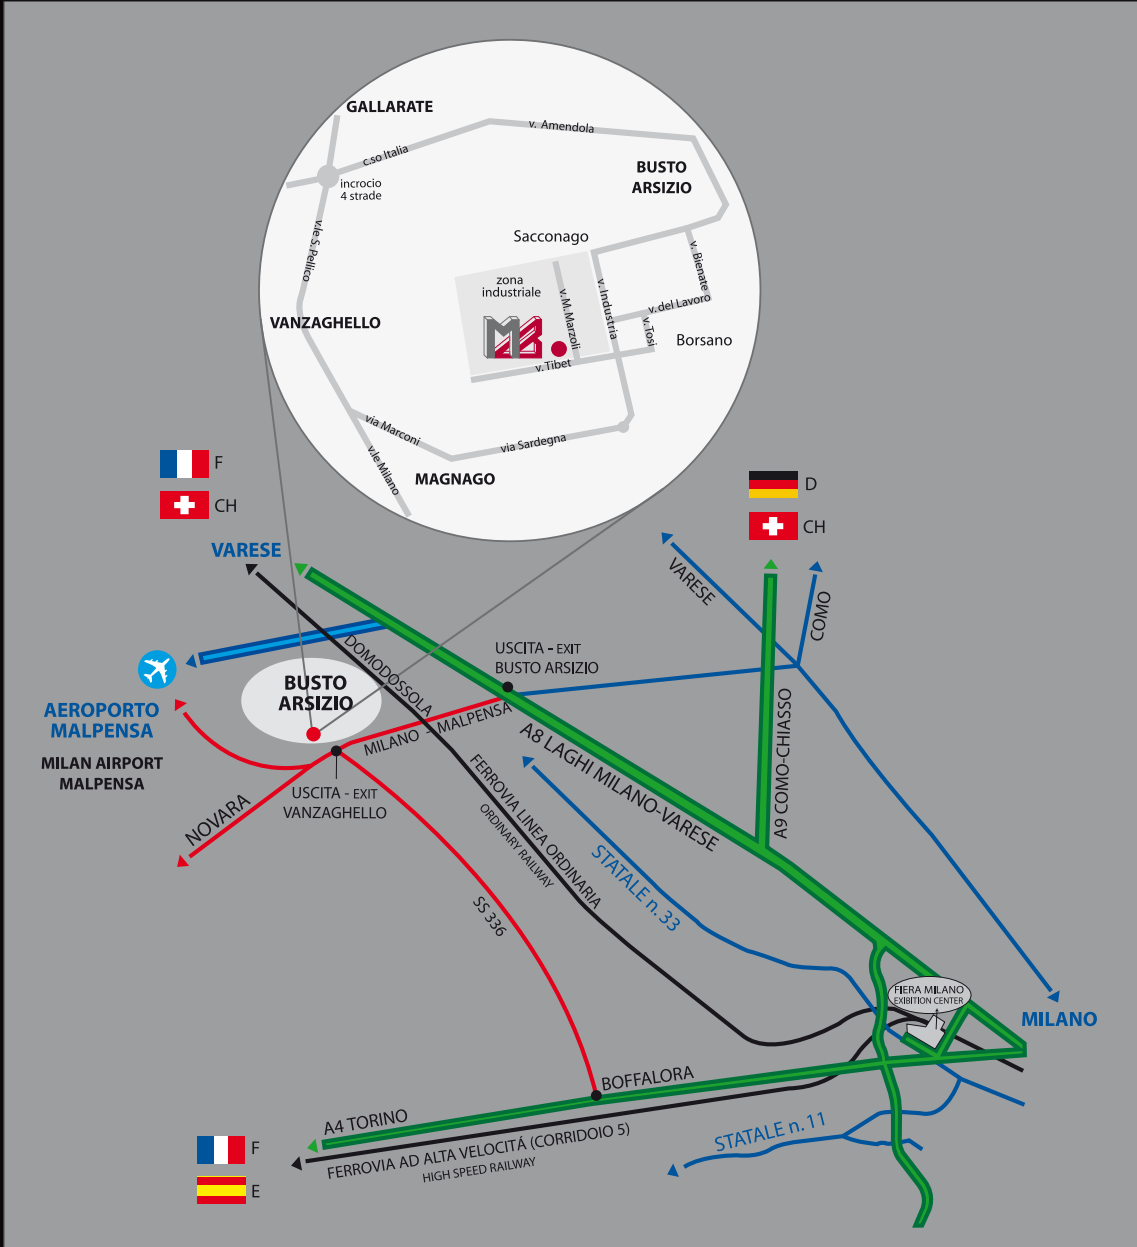 GALLARATE
v. Amendola
c.so Italia
incrocio
4 strade
BUSTO
ARSIZIO
v.le S. Pellico
Sacconago
v. Bienate
zona
industriale
v. M. Marzoli
v. Industria
v. del Lavoro
v. Tosi
VANZAGHELLO
Borsano
v. Tibet
via Marconi
via Sardegna
v.le Milano
MAGNAGO
F
CH
D
CH
VARESE
VARESE
COMO
USCITA - EXIT
BUSTO ARSIZIO
DOMODOSSOLA
BUSTO
ARSIZIO
AEROPORTO
MALPENSA
MILAN AIRPORT
MALPENSA
MILANO - MALPENSA
A8 LAGHI MILANO-VARESE
A9 COMO-CHIASSO
USCITA - EXIT
VANZAGHELLO
NOVARA
FERROVIA LINEA ORDINARIA
ORDINARY RAILWAY
STATALE n. 33
SS 336
FIERA MILANO
EXIBITION CENTER
MILANO
BOFFALORA
A4 TORINO
FERROVIA AD ALTA VELOCITÁ (CORRIDOIO 5)
HIGH SPEED RAILWAY
STATALE n. 11
F
E